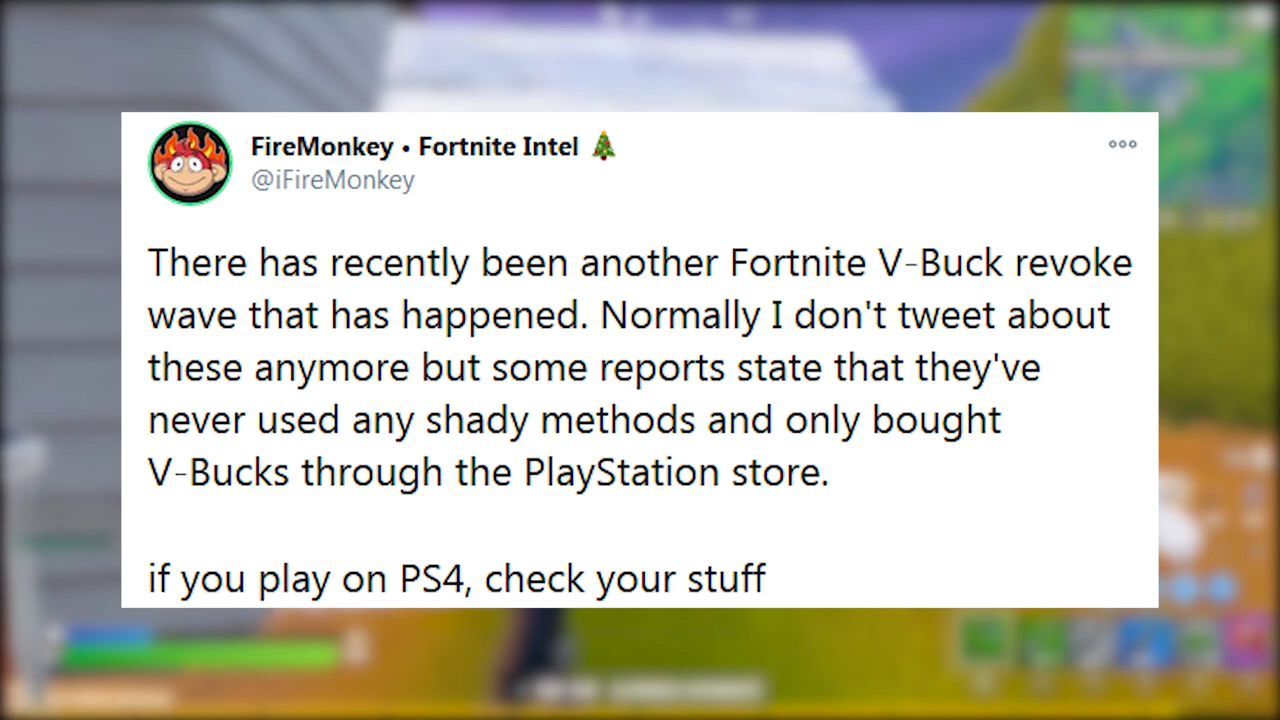 FireMonkey • Fortnite Intel 🎄
@iFireMonkey
There has recently been another Fortnite V-Buck revoke
wave that has happened. Normally I don't tweet about
these anymore but some reports state that they've
never used any shady methods and only bought
V-Bucks through the PlayStation store.
if you play on PS4, check your stuff